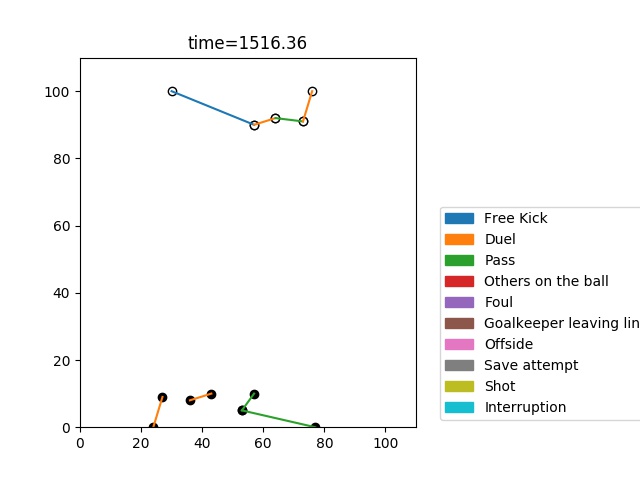 time=1516.36
100
80
60
40
20
0
0 20 40 60 80 100
Free Kick
Duel
Pass
Others on the ball
Foul
Goalkeeper leaving lin
Offside
Save attempt
Shot
Interruption